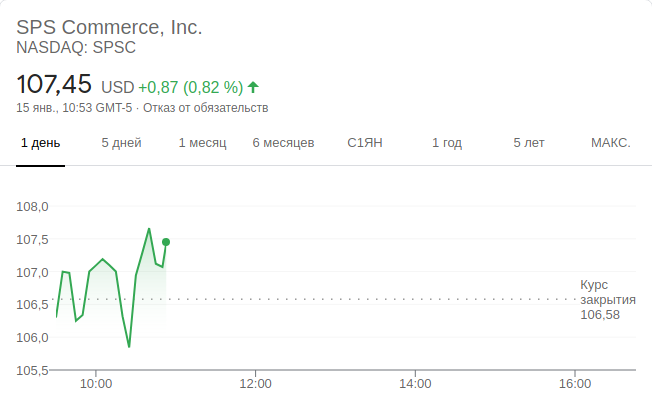 SPS Commerce, Inc.
NASDAQ: SPSC
107,45 USD +0,87 (0,82 %)
15 янв., 10:53 GMT-5 · Отказ от обязательств
1 день 5 дней 1 месяц 6 месяцев С1ЯН 1 год 5 лет МАКС.
108,0
107,5
107,0
106,5
106,0
105,5
Курс
закрытия
106,58
10:00 12:00 14:00 16:00